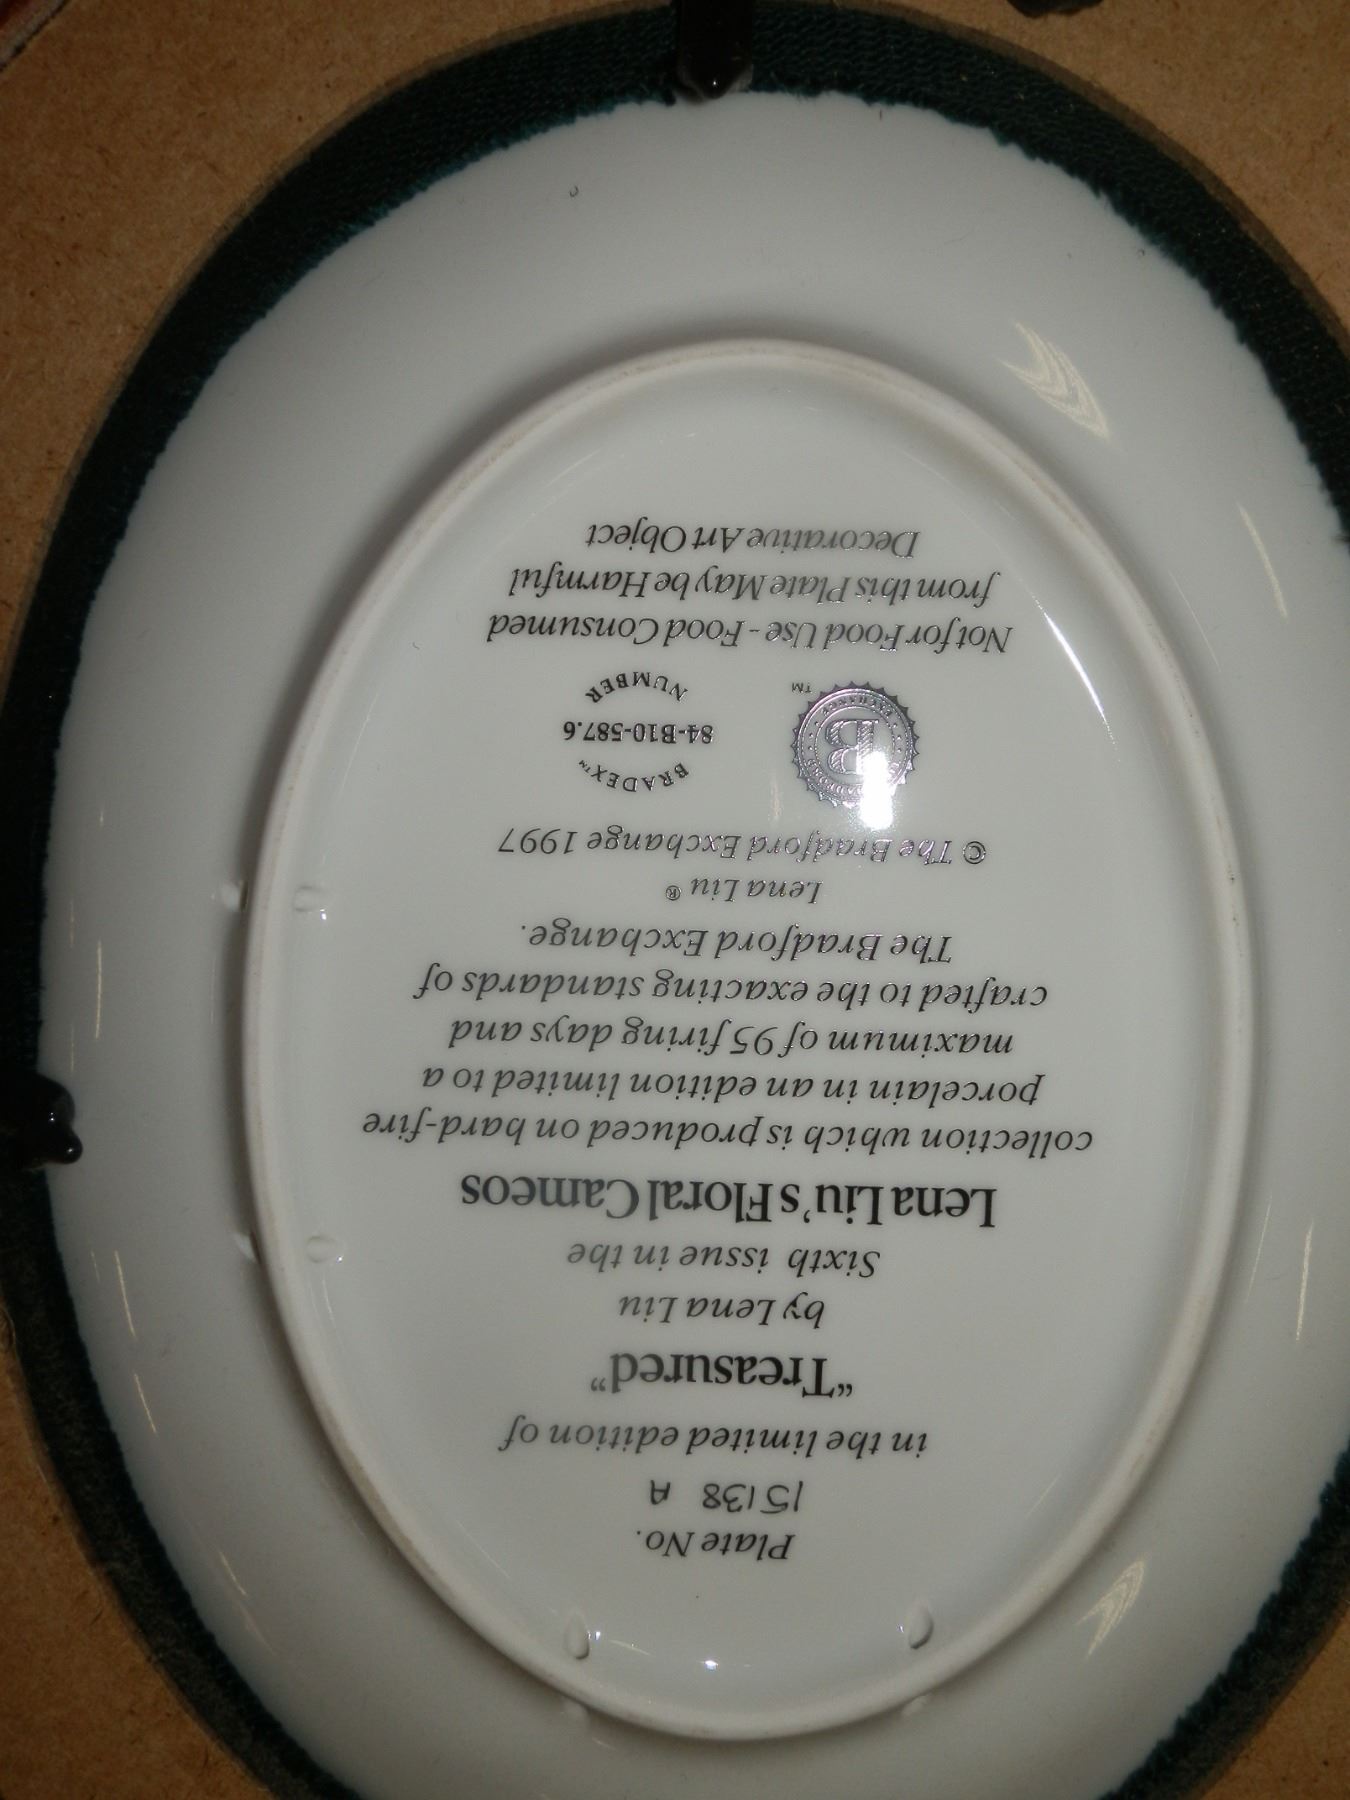 Plate No.
15138 A
in the limited edition of
"Treasured"
by Lena Liu
Sixth issue in the
Lena Liu's Floral Cameos
collection which is produced on hard-fire
porcelain in an edition limited to a
maximum of 95 firing days and
crafted to the exacting standards of
The Bradford Exchange.
Lena Liu ®
© The Bradford Exchange 1997
B
BRADFORD
EXCHANGE
TM
BRADEX™
84-B10-587.6
NUMBER
Not for Food Use - Food Consumed
from this Plate May be Harmful
Decorative Art Object